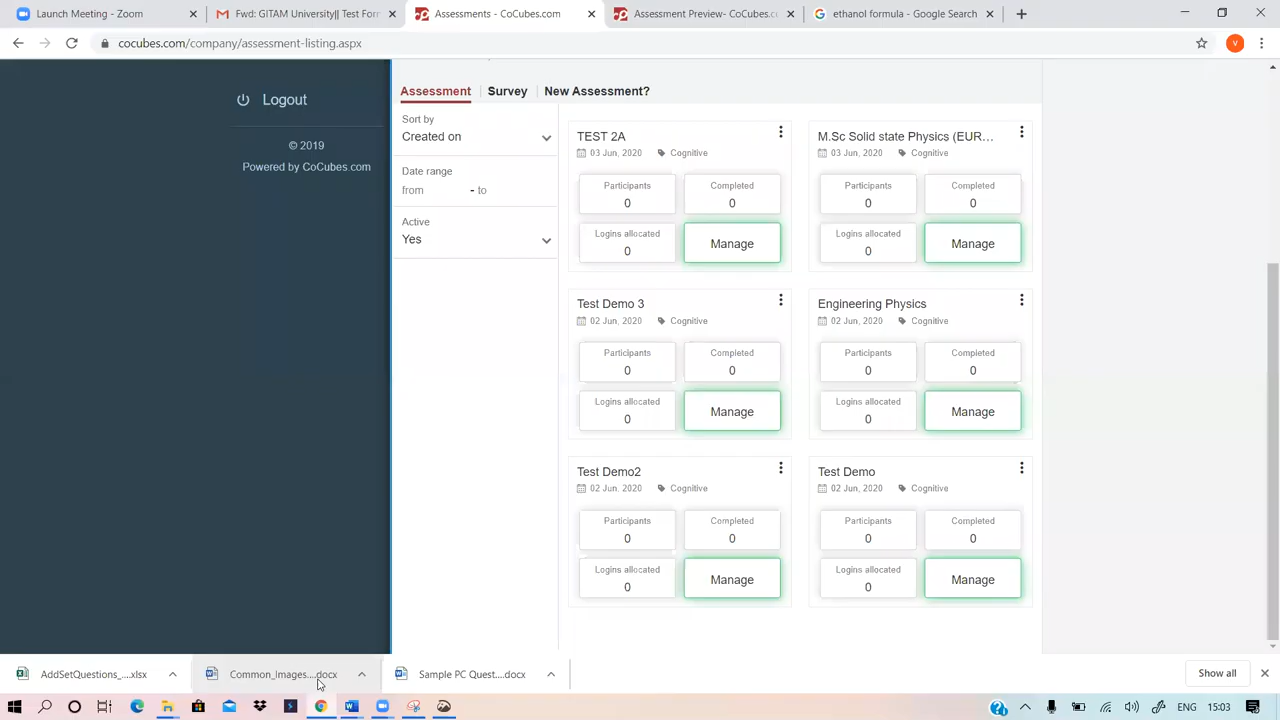 Launch Meeting - Zoom
Fwd: GITAM University|| Test For
Assessments - CoCubes.com
Assessment Preview - CoCubes.cu
ethanol formula - Google Search
cocubes.com/company/assessment-listing.aspx
V
Logout
© 2019
Powered by CoCubes.com
Assessment
Survey
New Assessment?
Sort by
Created on
Date range
from - to
Active
Yes
TEST 2A
03 Jun, 2020 Cognitive
Participants
0
Completed
0
Logins allocated
0
Manage
M.Sc Solid state Physics (EUR...
03 Jun, 2020 Cognitive
Participants
0
Completed
0
Logins allocated
0
Manage
Test Demo 3
02 Jun, 2020 Cognitive
Participants
0
Completed
0
Logins allocated
0
Manage
Engineering Physics
02 Jun, 2020 Cognitive
Participants
0
Completed
0
Logins allocated
0
Manage
Test Demo2
02 Jun, 2020 Cognitive
Participants
0
Completed
0
Logins allocated
0
Manage
Test Demo
02 Jun, 2020 Cognitive
Participants
0
Completed
0
Logins allocated
0
Manage
AddSetQuestions_....xlsx
Common_Images....docx
Sample PC Quest....docx
Show all
ENG
15:03